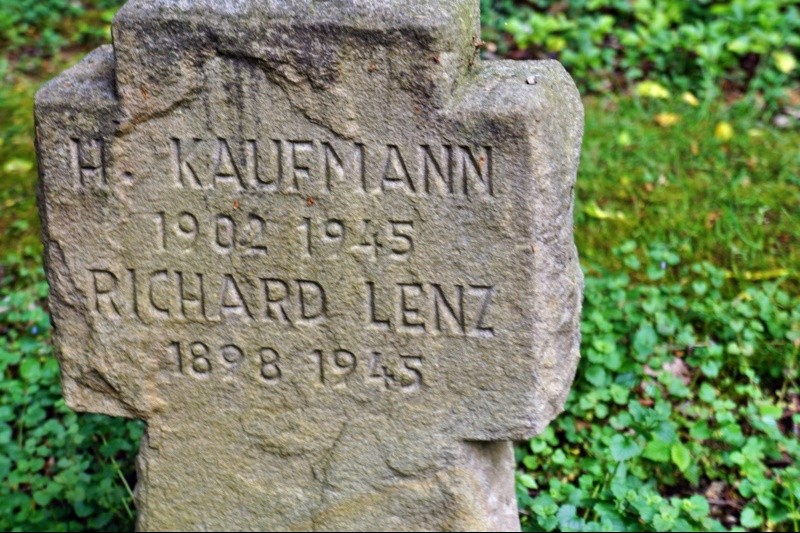 H. KAUFMANN
1902 1945
RICHARD LENZ
1898 1945